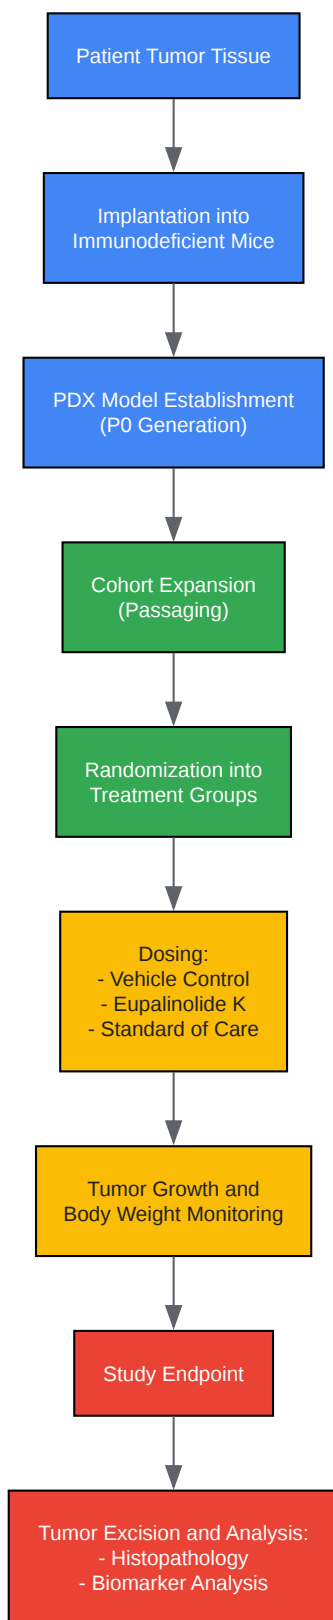 Patient Tumor Tissue
Implantation into
Immunodeficient Mice
PDX Model Establishment
(P0 Generation)
Cohort Expansion
(Passaging)
Randomization into
Treatment Groups
Dosing:
- Vehicle Control
- Eupalinolide K
- Standard of Care
Tumor Growth and
Body Weight Monitoring
Study Endpoint
Tumor Excision and Analysis:
- Histopathology
- Biomarker Analysis